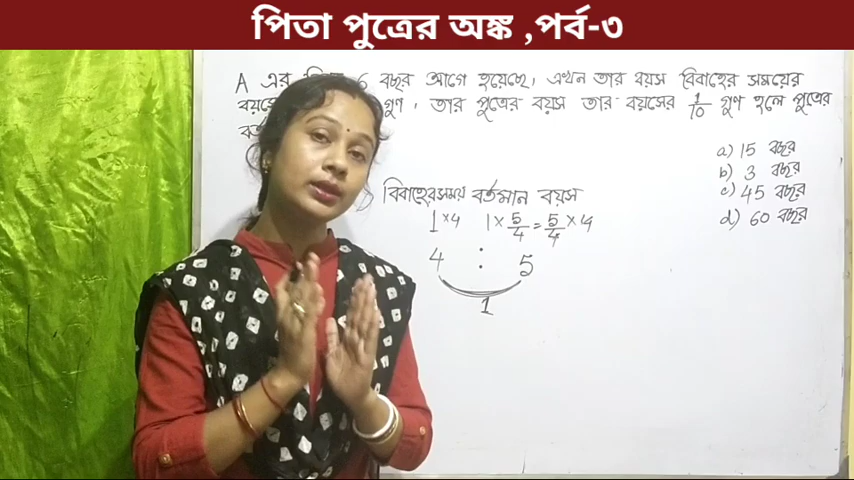 পিতা পুত্রের অঙ্ক ,পর্ব-৩
A এর 6 বছর আগে হয়েছে। এখন তার বয়স বিবাহের সময়ের
গুণ। তার পুত্রের বয়স তার বয়সের 1/10 গুণ হলে পুত্রের
a) 15 বছর
b) 3 বছর
c) 45 বছর
d) 60 বছর
বিবাহের সময় বর্তমান বয়স
1 ×4 1 × 5/4 = 5/4 × 4
4 : 5
1